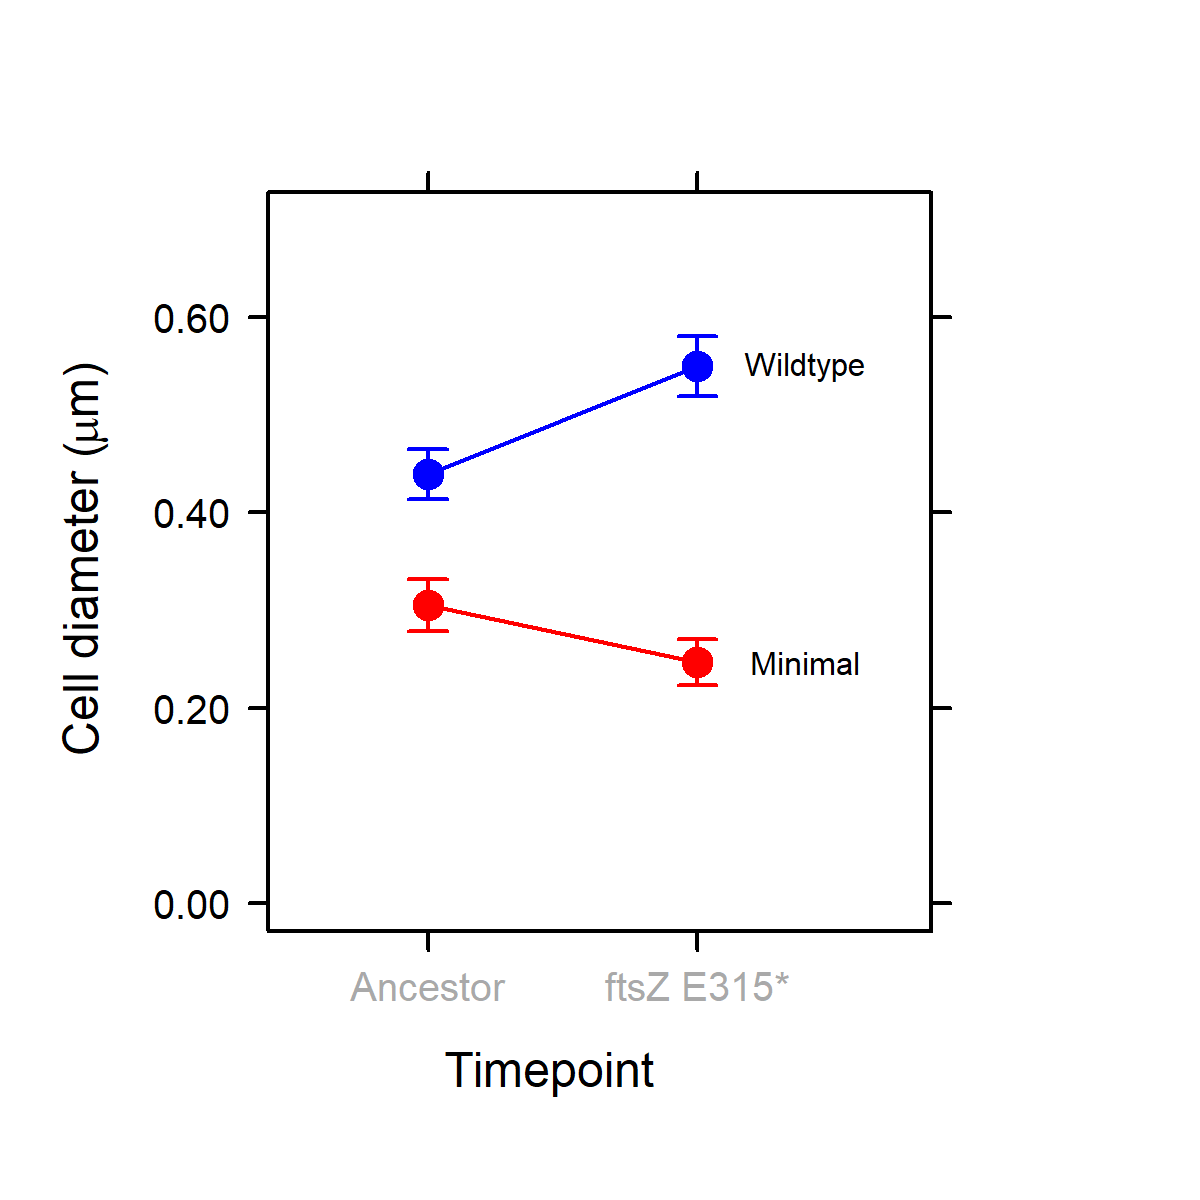 0.60
0.40
0.20
0.00
Cell diameter (μm)
Wildtype
Minimal
Ancestor
ftsZ E315*
Timepoint